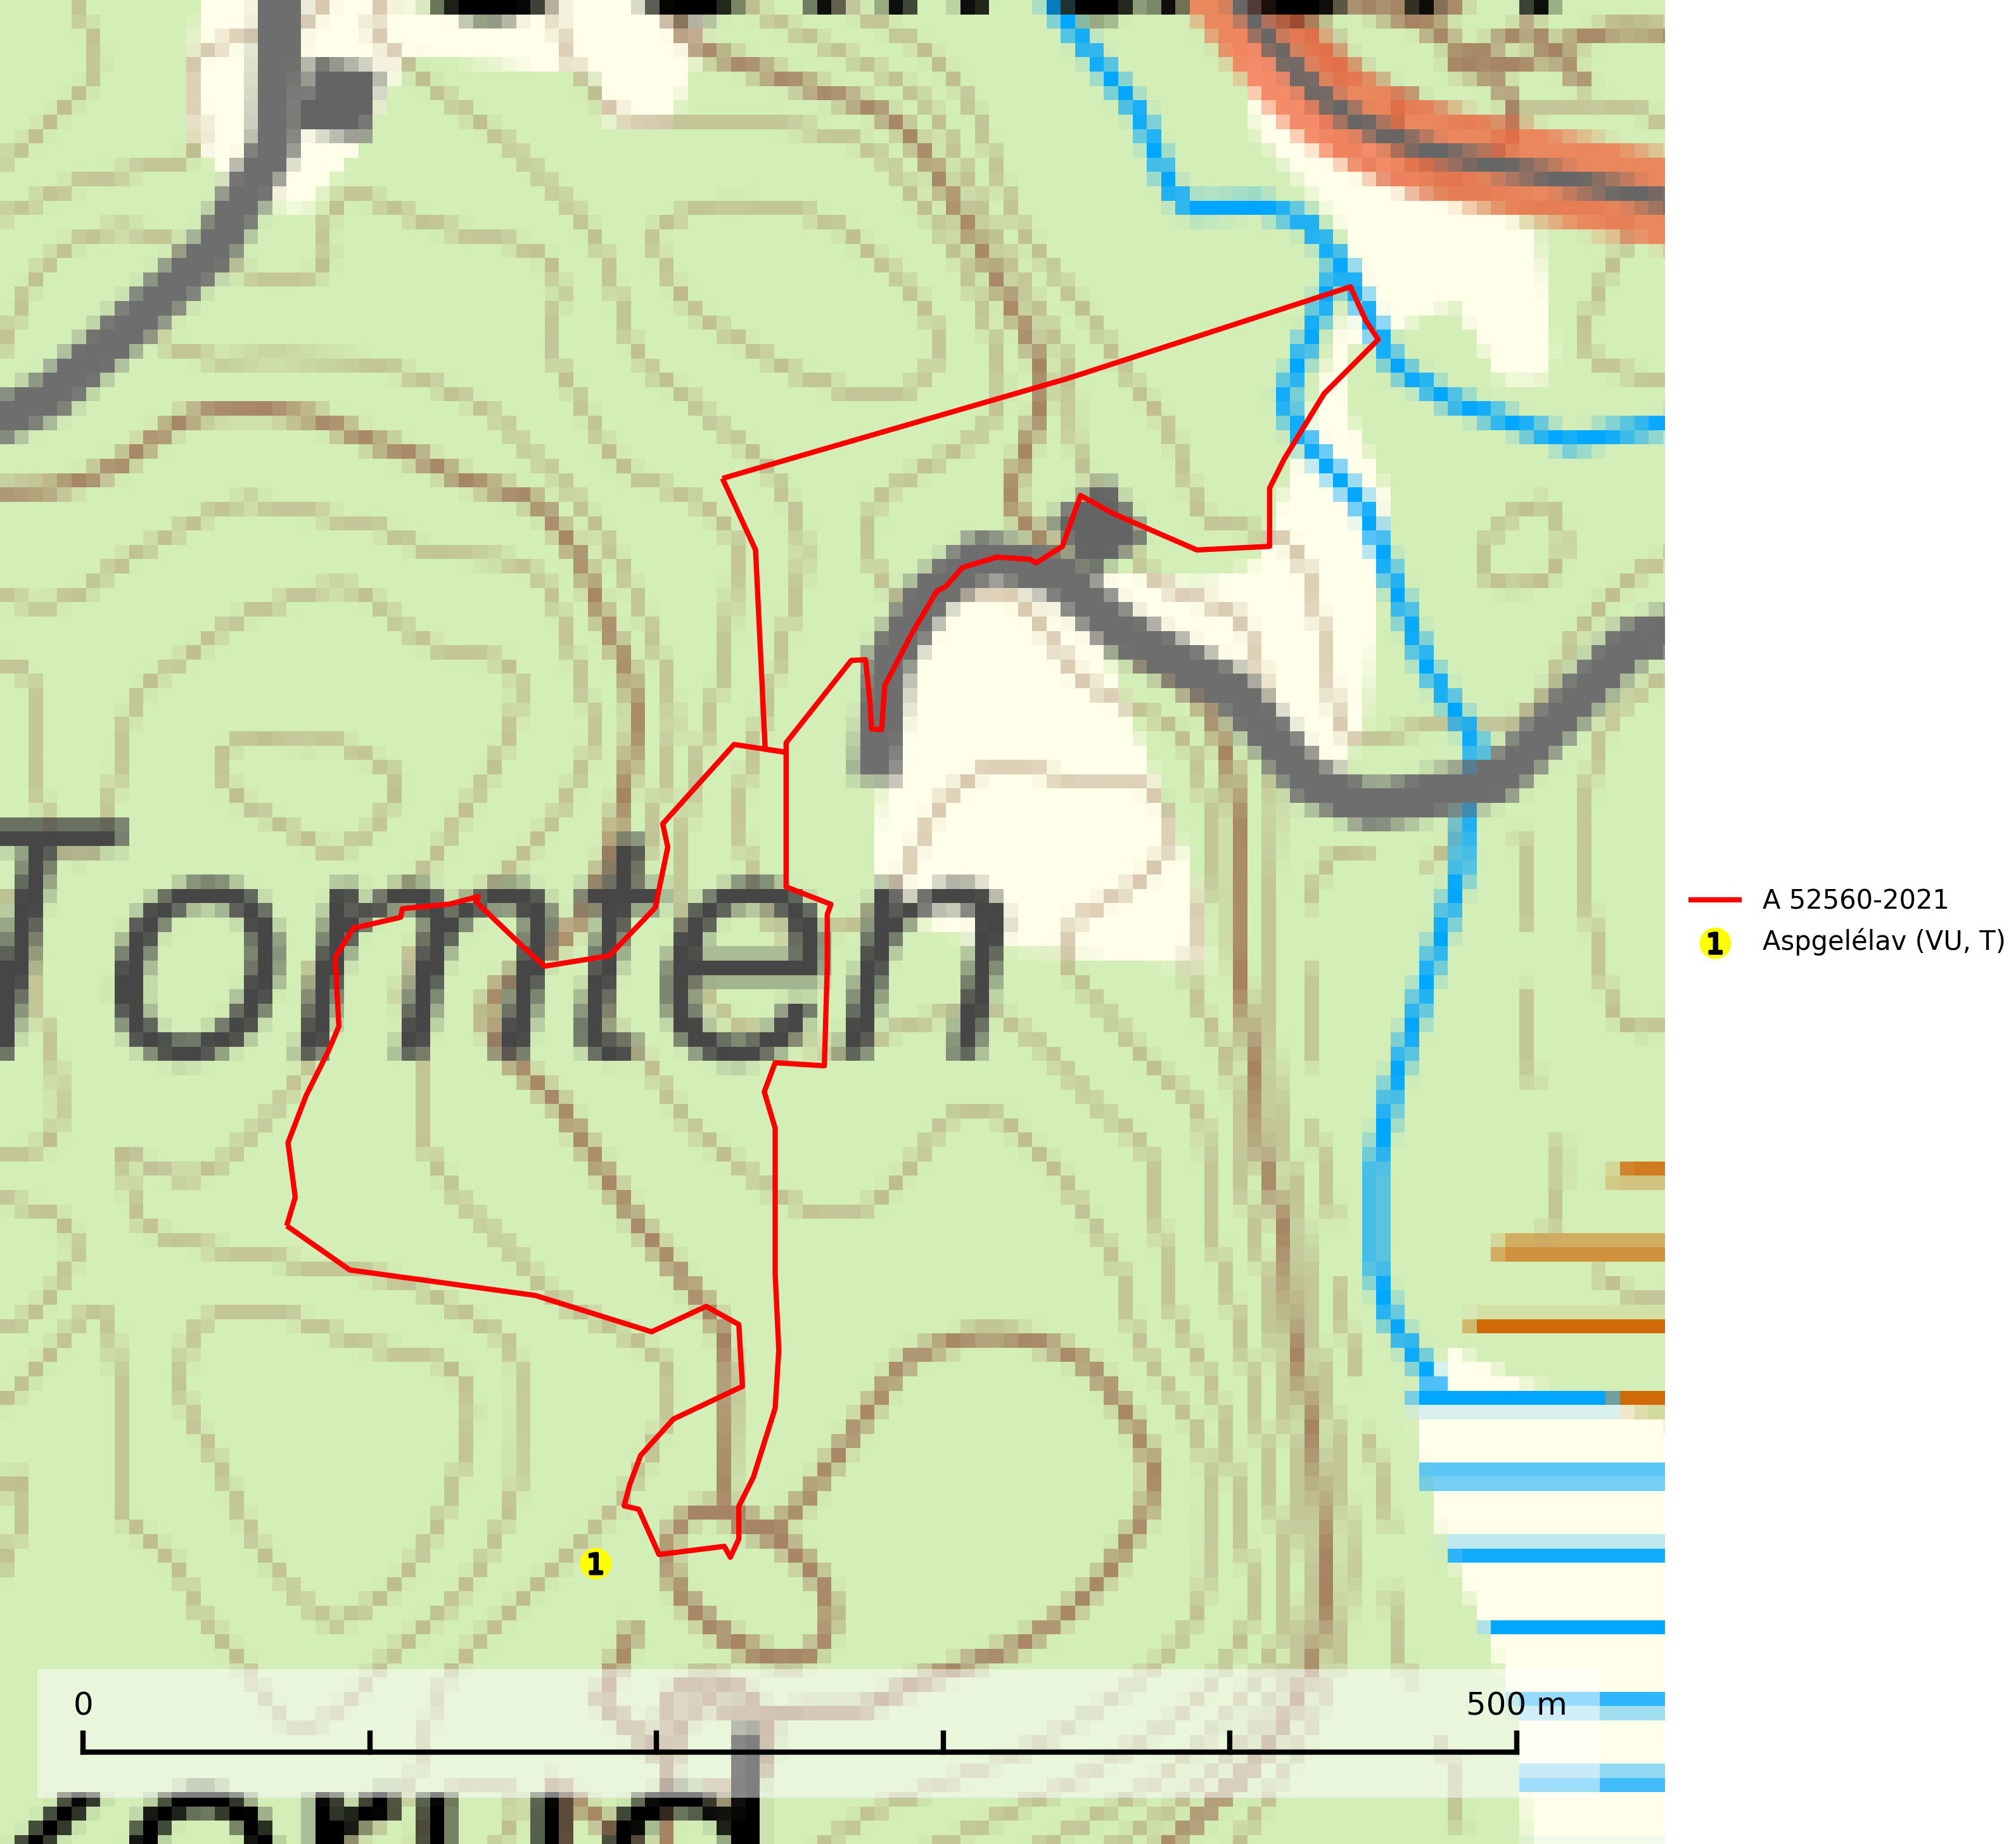 Tomten
A 52560-2021
1 Aspgelélav (VU, T)
1
0 500 m